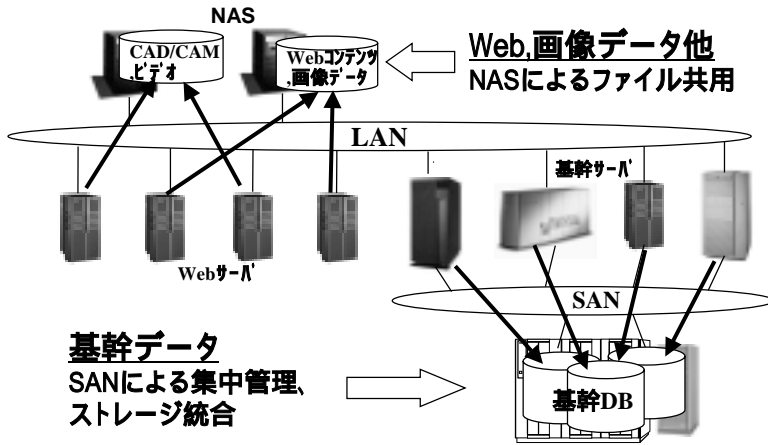 NAS
CAD/CAM
,ビデオ
Webコンテンツ
,画像データ
Web,画像データ他
NASによるファイル共用
LAN
基幹サーバ
Webサーバ
SAN
基幹データ
SANによる集中管理、
ストレージ統合
基幹DB